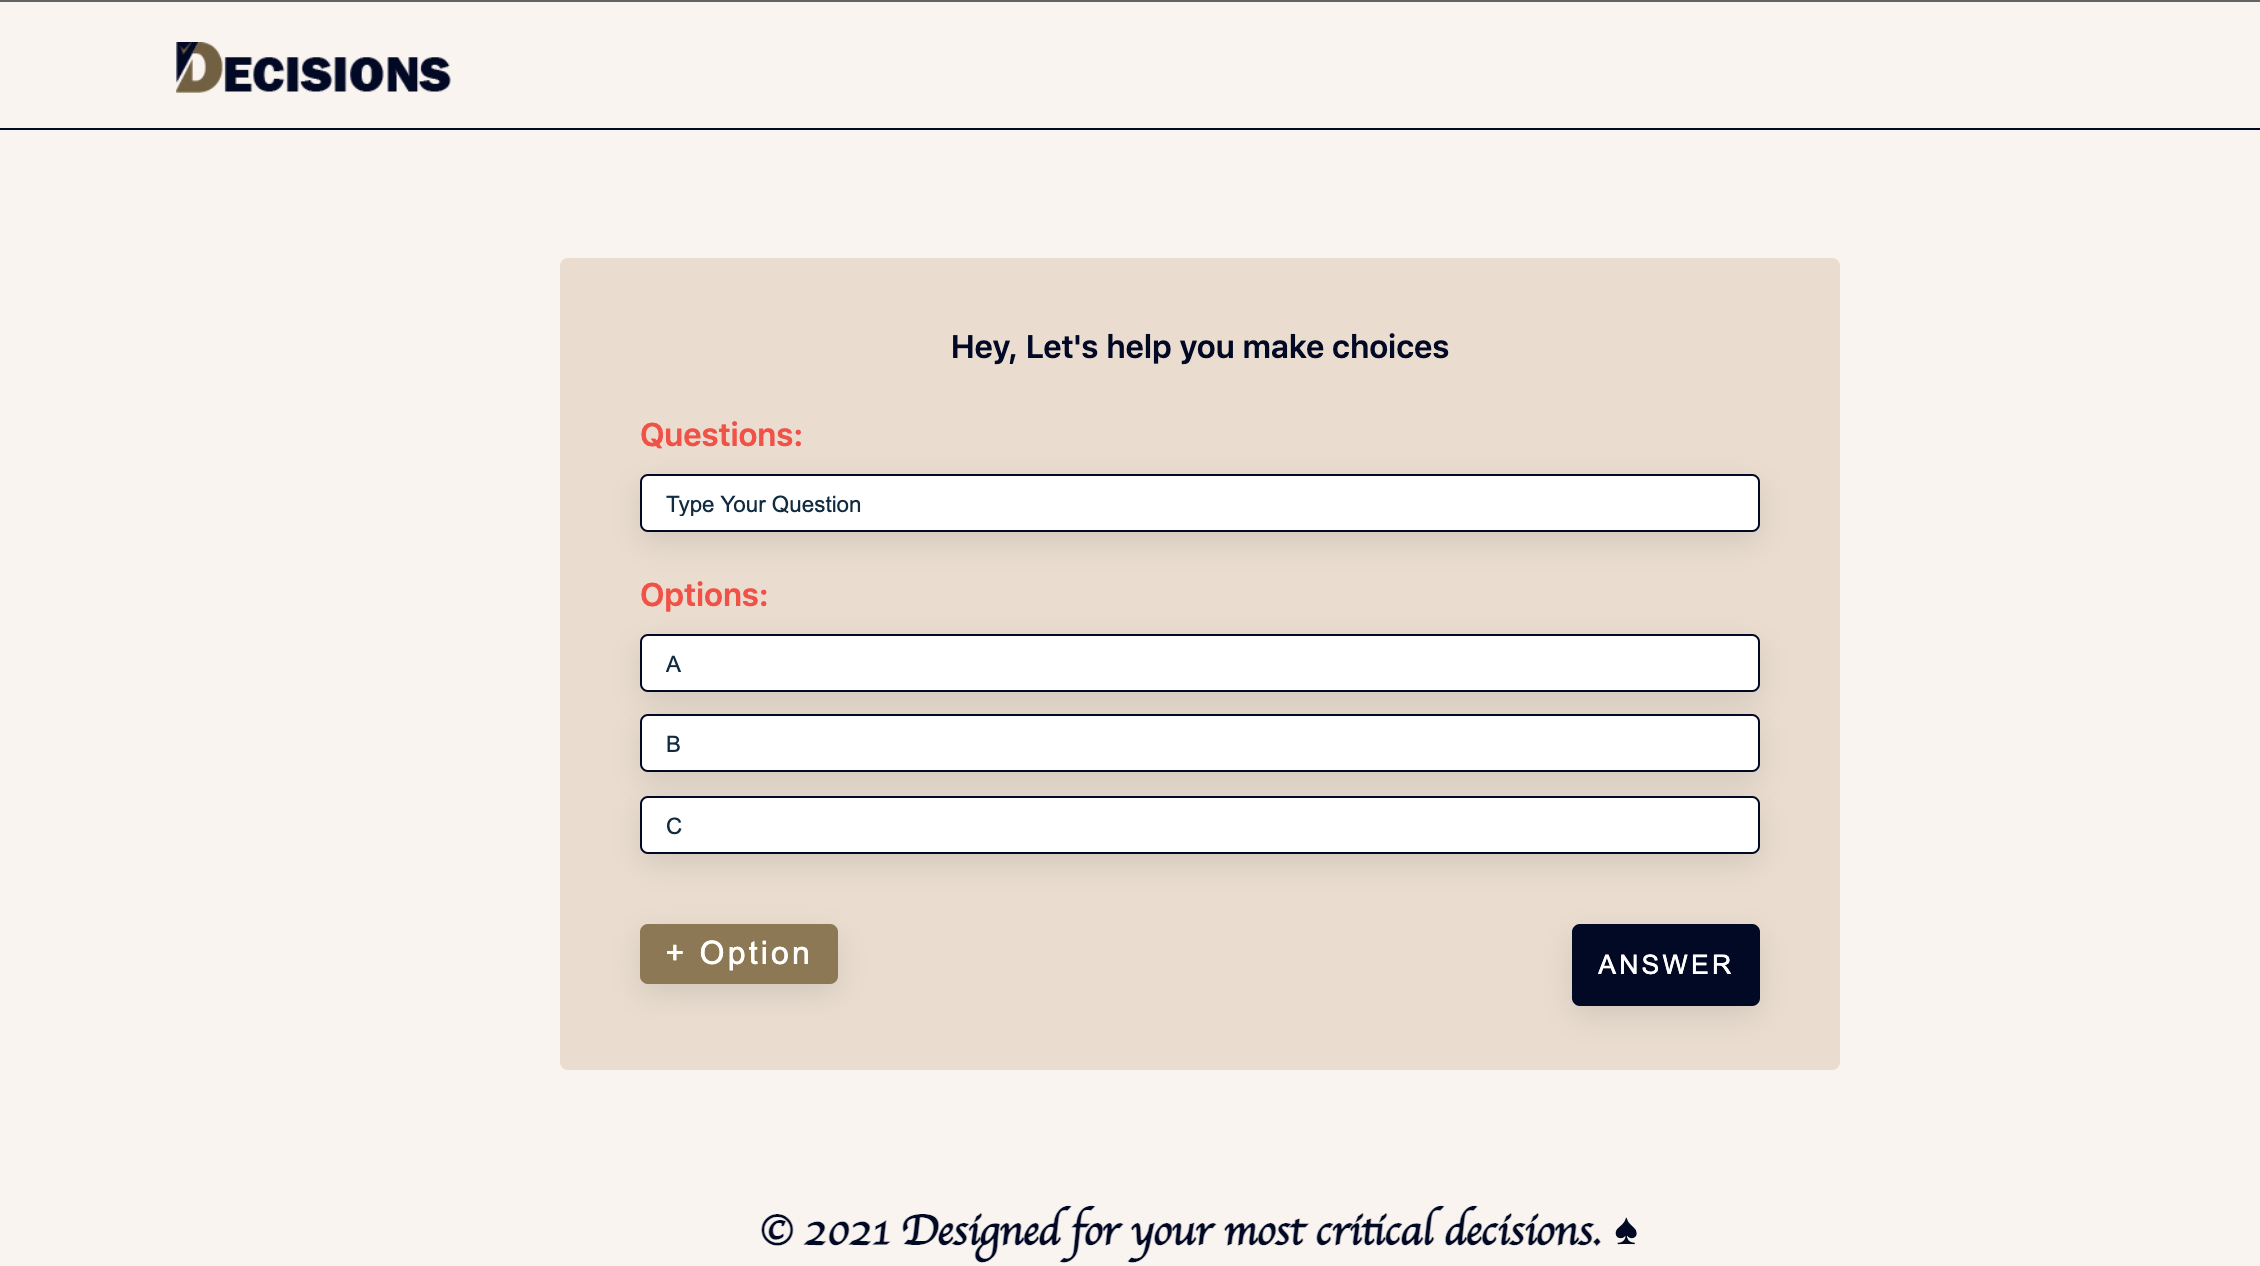 DECISIONS
Hey, Let's help you make choices
Questions:
Type Your Question
Options:
A
B
C
+ Option
ANSWER
© 2021 Designed for your most critical decisions. ♠